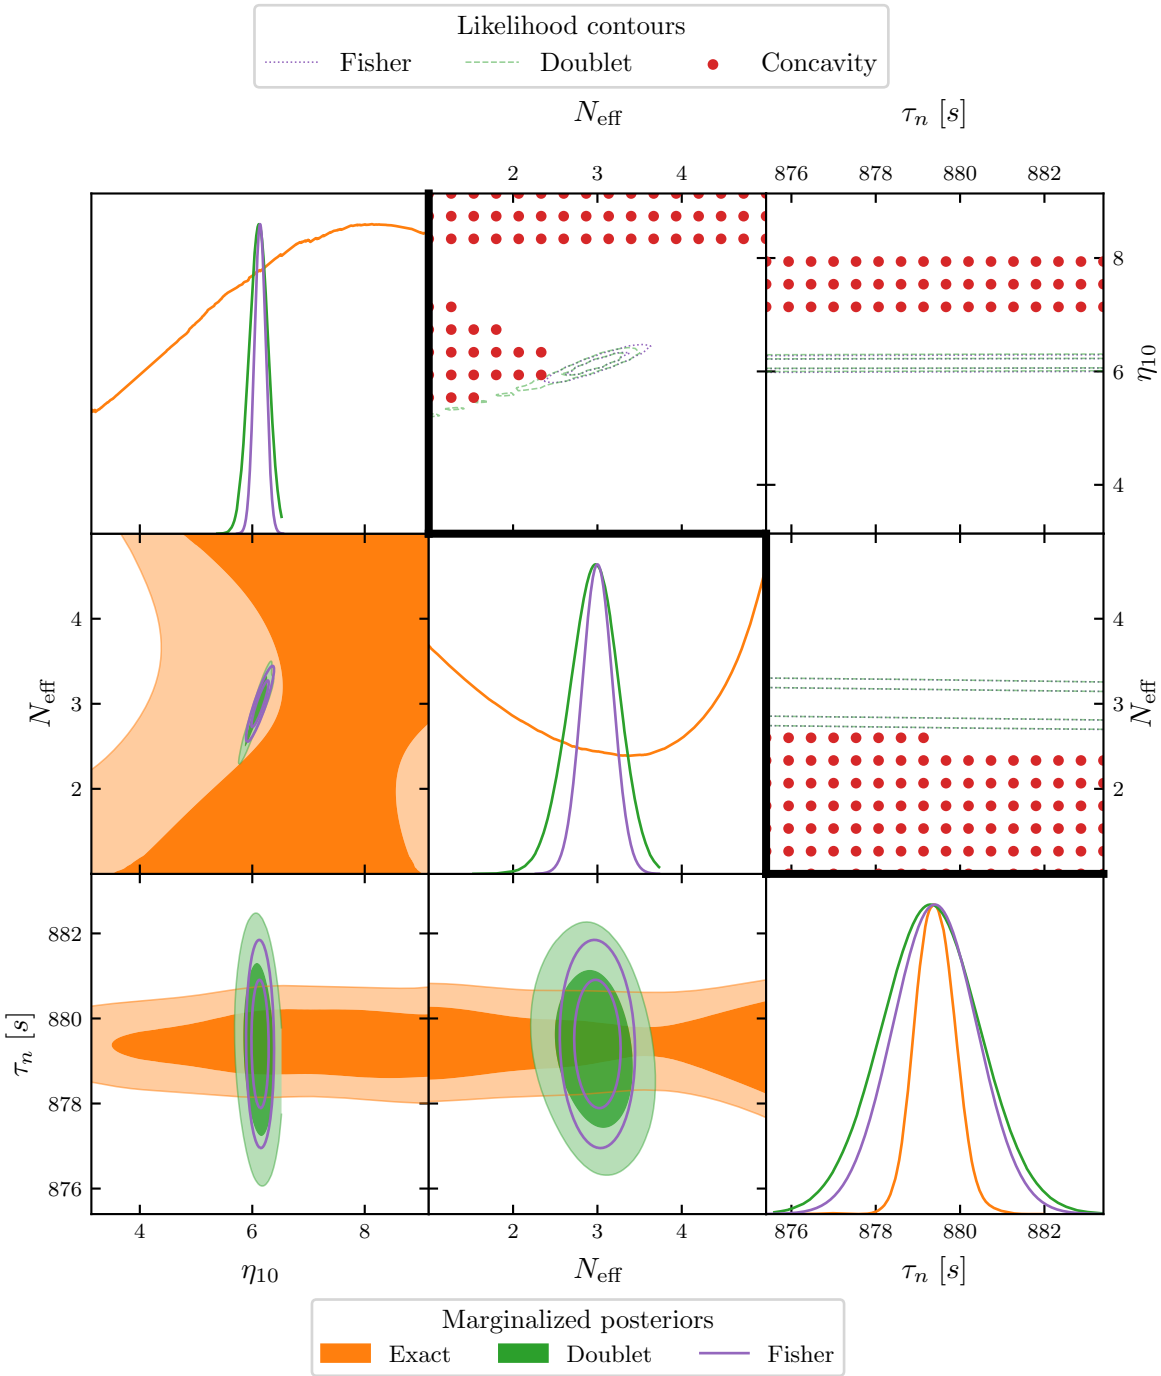 Likelihood contours
Fisher Doublet Concavity
N_eff τ_n [s]
2 3 4 876 878 880 882
8
6
4
η_10
4
3
2
N_eff
4
3
2
N_eff
882
880
878
876
τ_n [s]
4 6 8 2 3 4 876 878 880 882
η_10 N_eff τ_n [s]
Marginalized posteriors
Exact Doublet Fisher